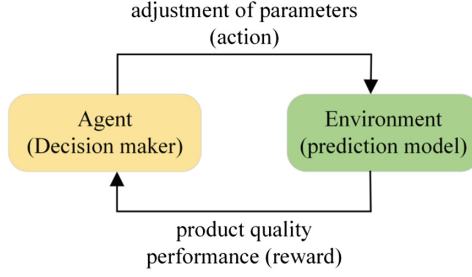 adjustment of parameters
(action)
Agent
(Decision maker)
Environment
(prediction model)
product quality
performance (reward)